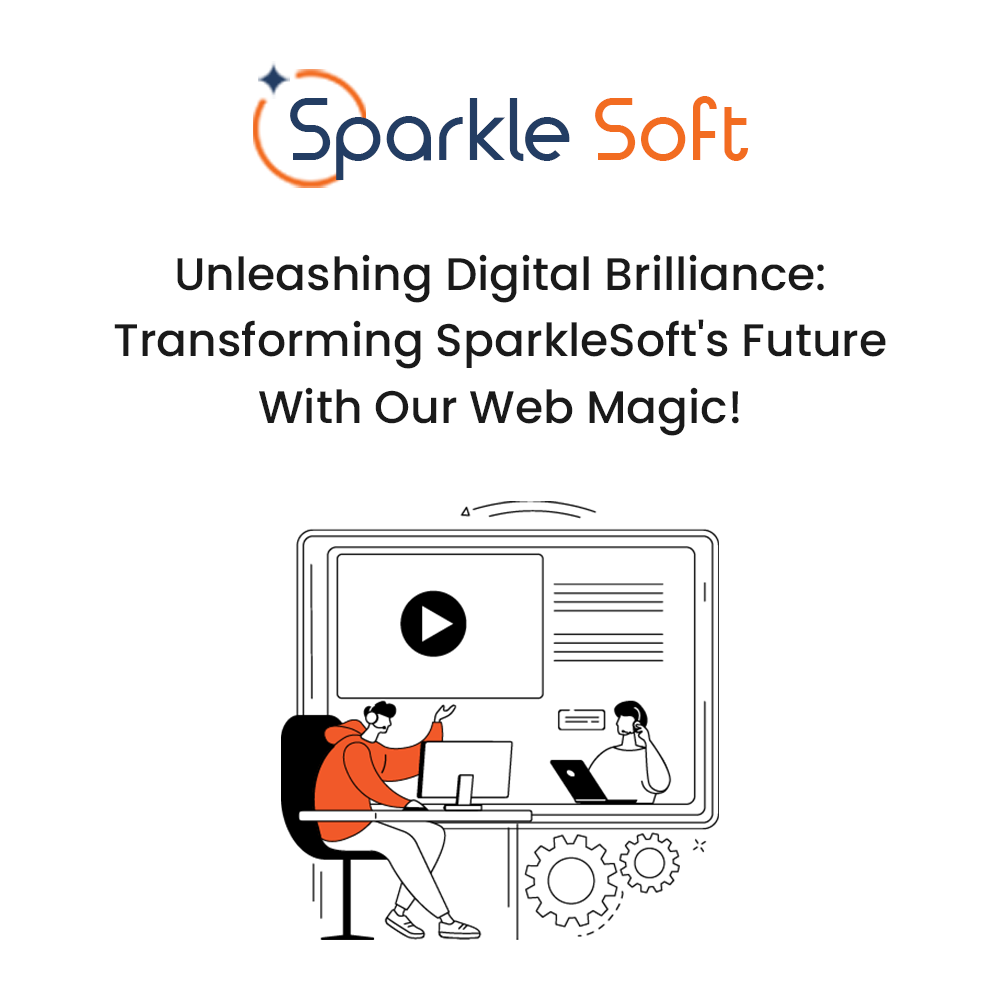 Sparkle Soft
Unleashing Digital Brilliance:
Transforming SparkleSoft's Future
With Our Web Magic!